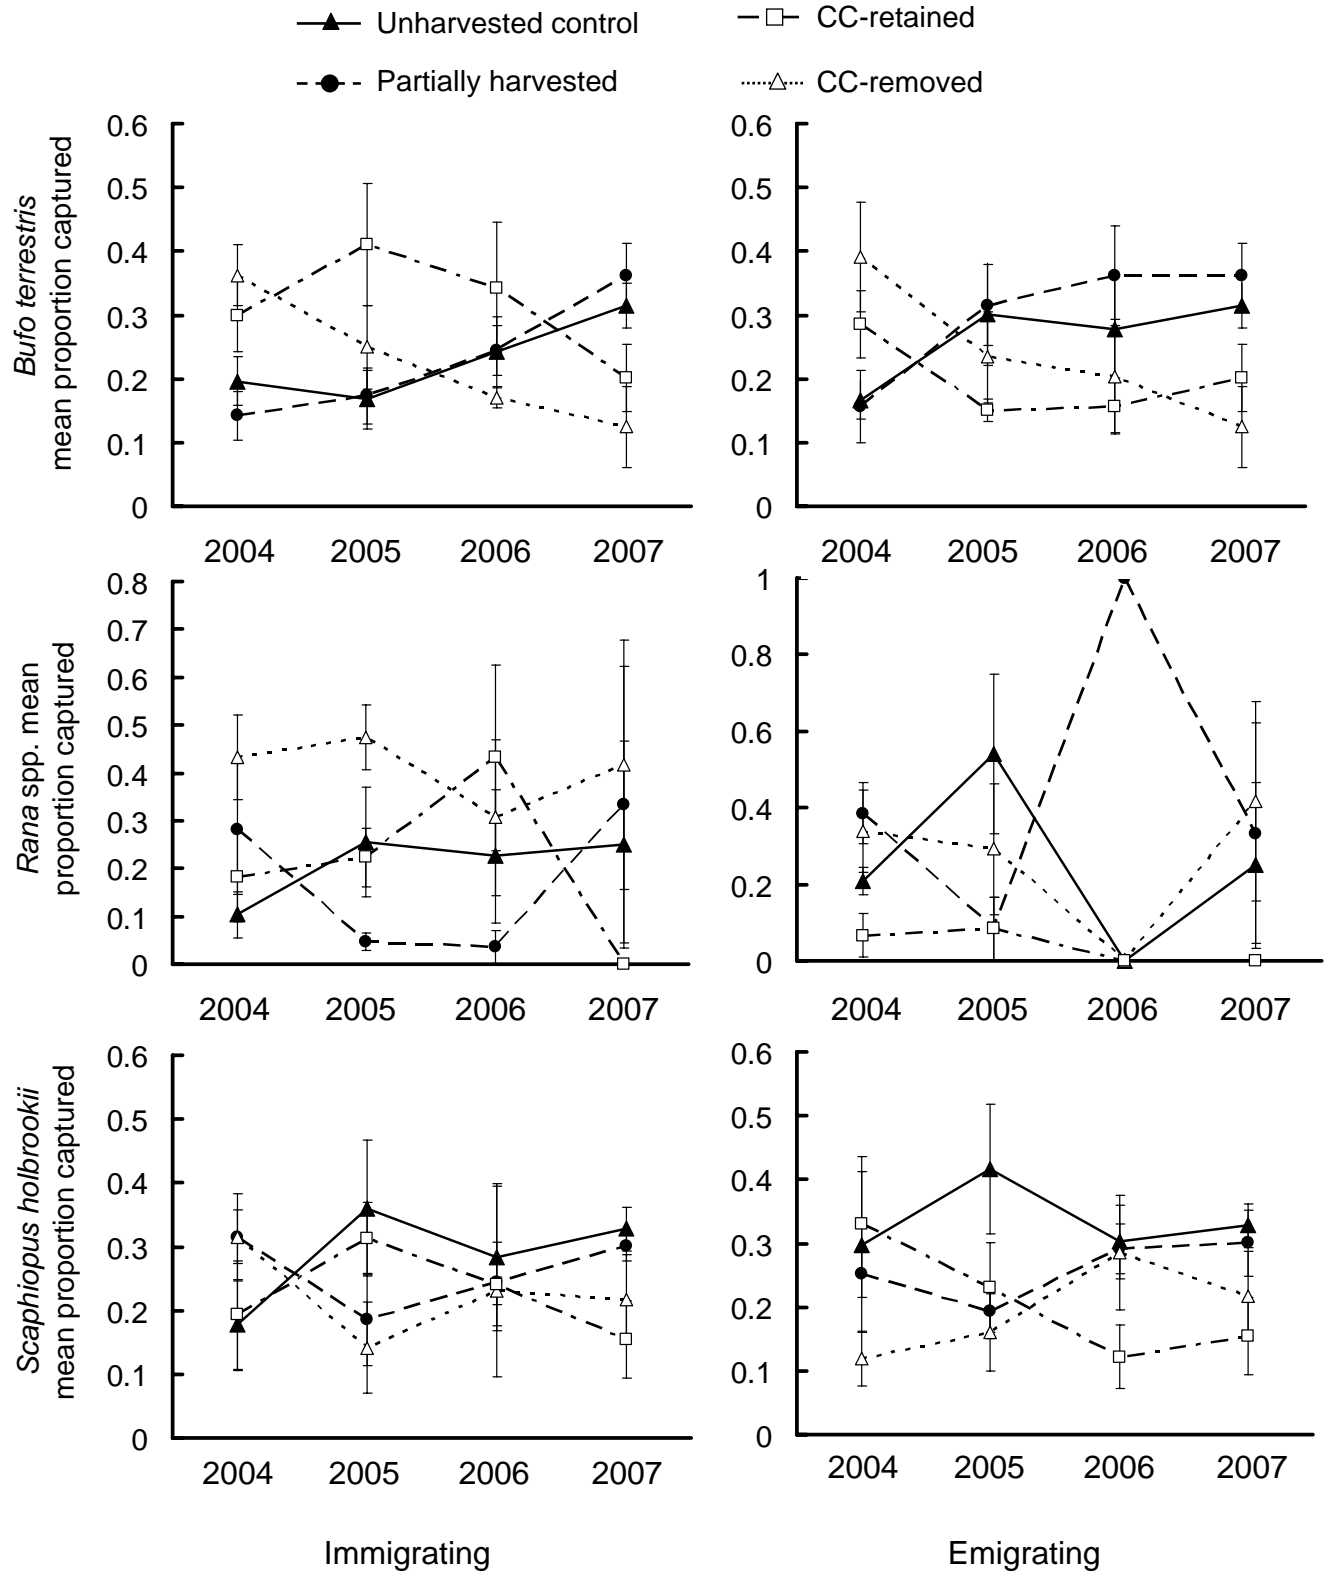 Unharvested control
CC-retained
Partially harvested
CC-removed
Bufo terrestris
mean proportion captured
0.6
0.5
0.4
0.3
0.2
0.1
0
2004 2005 2006 2007
0.6
0.5
0.4
0.3
0.2
0.1
0
2004 2005 2006 2007
Rana spp. mean
proportion captured
0.8
0.7
0.6
0.5
0.4
0.3
0.2
0.1
0
2004 2005 2006 2007
1
0.8
0.6
0.4
0.2
0
2004 2005 2006 2007
Scaphiopus holbrookii
mean proportion captured
0.6
0.5
0.4
0.3
0.2
0.1
0
2004 2005 2006 2007
0.6
0.5
0.4
0.3
0.2
0.1
0
2004 2005 2006 2007
Immigrating
Emigrating